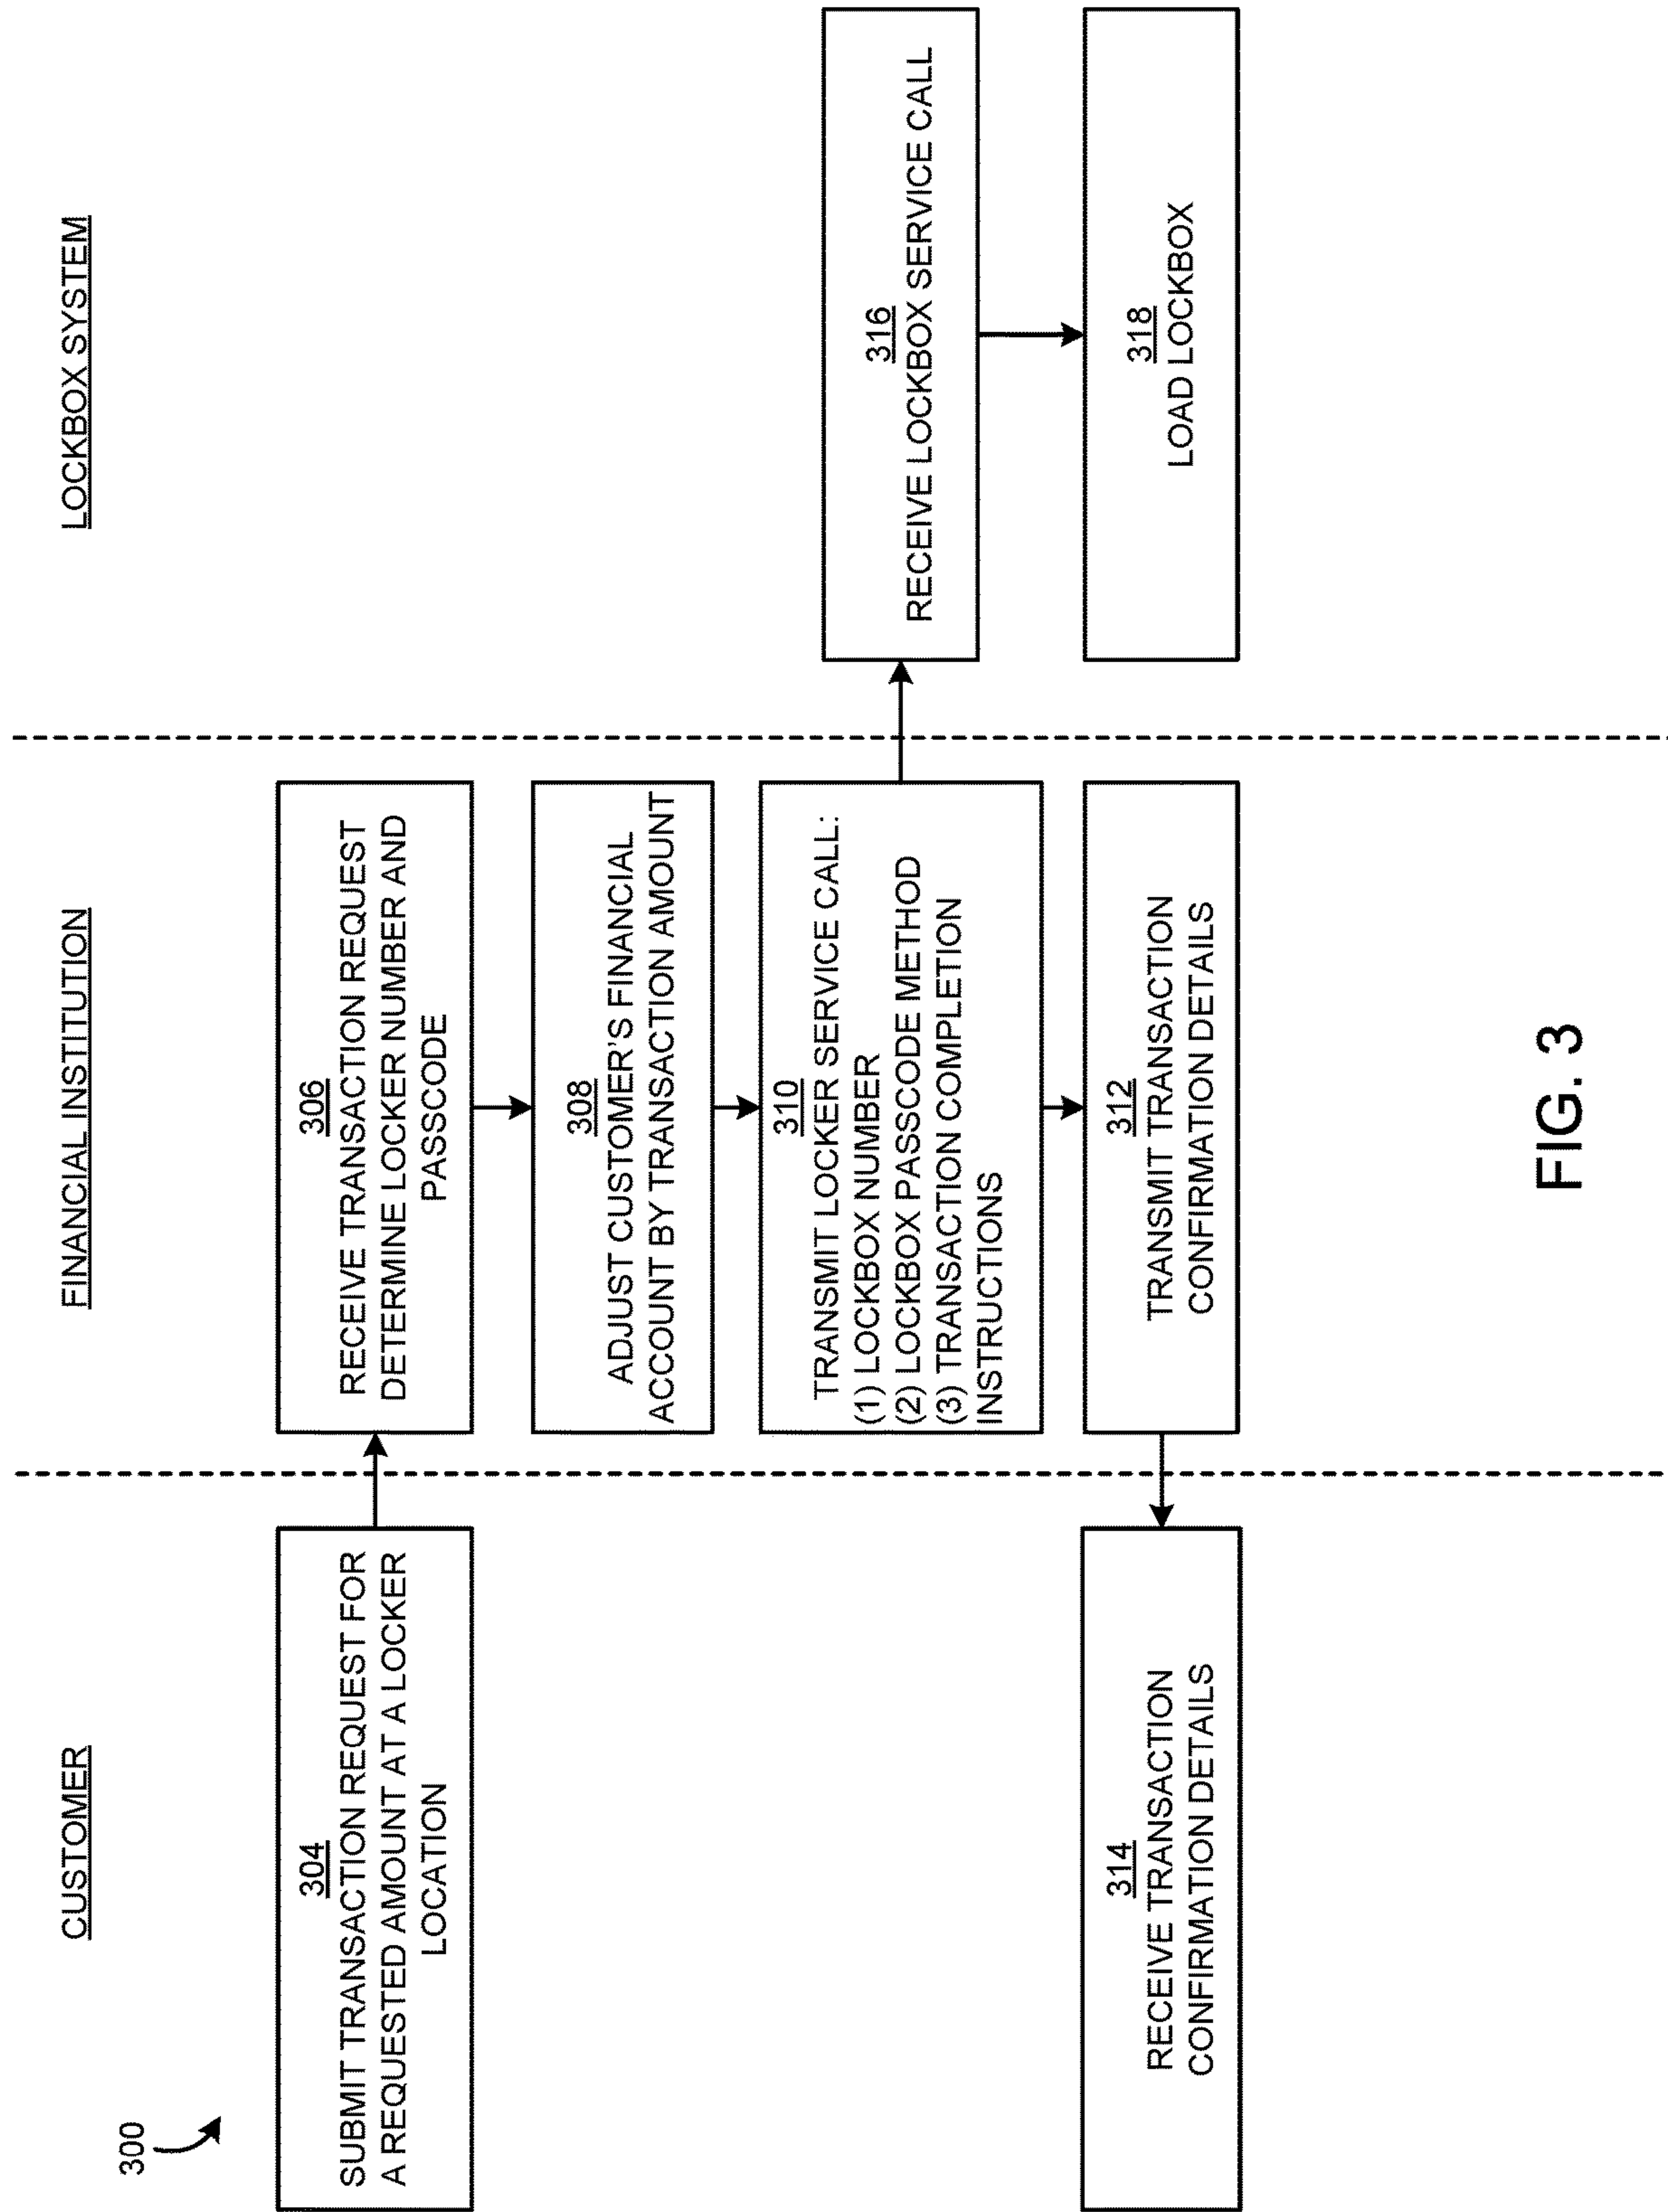 300
CUSTOMER
FINANCIAL INSTITUTION
LOCKBOX SYSTEM
304
SUBMIT TRANSACTION REQUEST FOR
A REQUESTED AMOUNT AT A LOCKER
LOCATION
306
RECEIVE TRANSACTION REQUEST
DETERMINE LOCKER NUMBER AND
PASSCODE
308
ADJUST CUSTOMER'S FINANCIAL
ACCOUNT BY TRANSACTION AMOUNT
310
TRANSMIT LOCKER SERVICE CALL:
(1) LOCKBOX NUMBER
(2) LOCKBOX PASSCODE METHOD
(3) TRANSACTION COMPLETION
INSTRUCTIONS
316
RECEIVE LOCKBOX SERVICE CALL
312
TRANSMIT TRANSACTION
CONFIRMATION DETAILS
314
RECEIVE TRANSACTION
CONFIRMATION DETAILS
318
LOAD LOCKBOX
FIG. 3